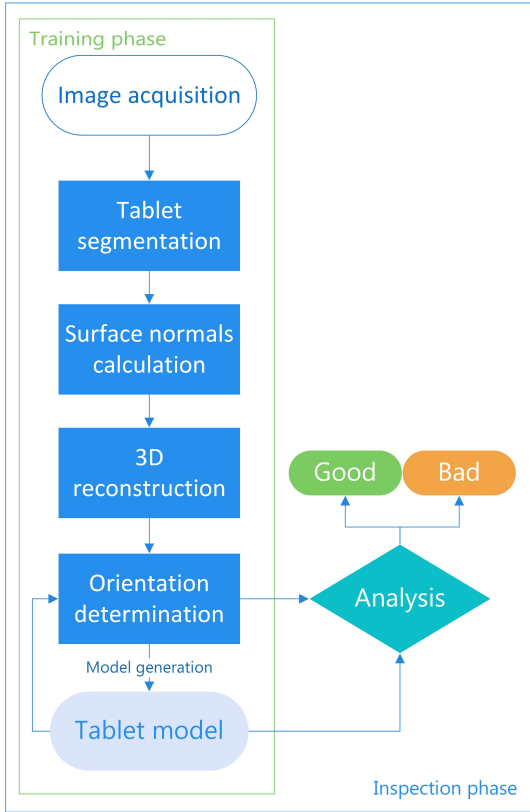 Training phase
Image acquisition
Tablet
segmentation
Surface normals
calculation
3D
reconstruction
Good
Bad
Orientation
determination
Analysis
Model generation
Tablet model
Inspection phase